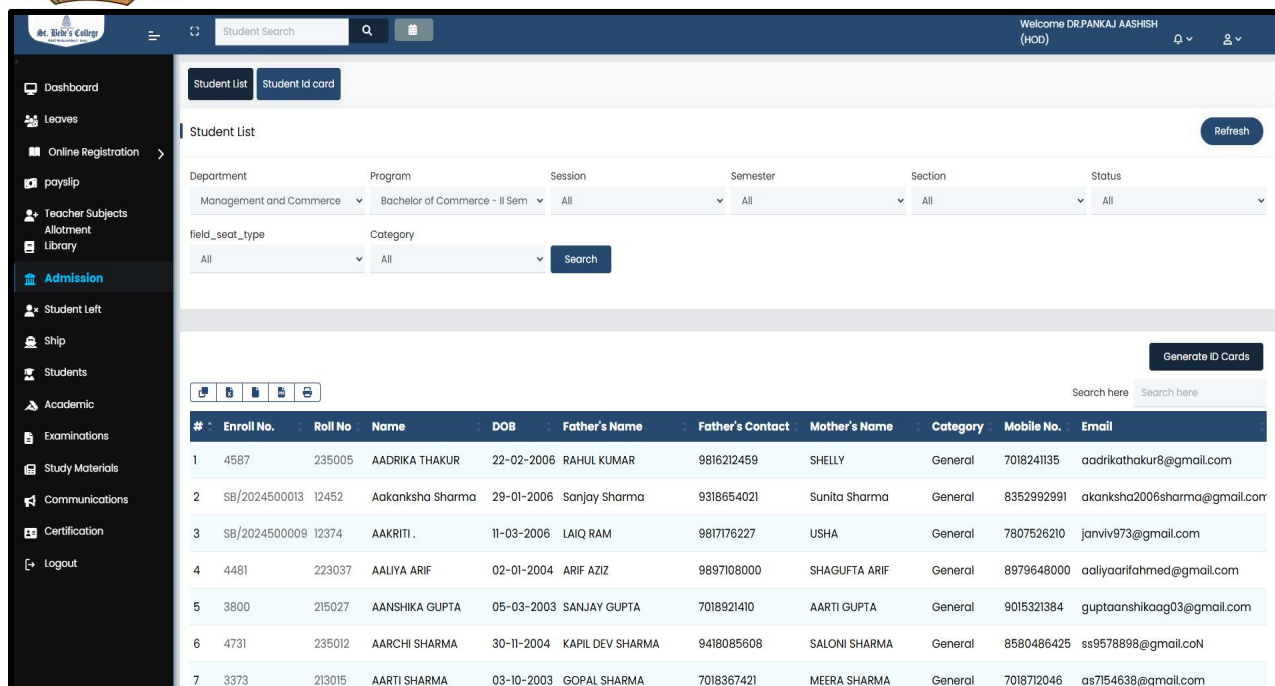 St. Bede's College
Student Search
Welcome DR.PANKAJ AASHISH
(HOD)
Dashboard
Leaves
Online Registration
payslip
Teacher Subjects
Allotment
Library
Admission
Student Left
Ship
Students
Academic
Examinations
Study Materials
Communications
Certification
Logout
Student List Student Id card
Student List Refresh
Department Program Session Semester Section Status
Management and Commerce Bachelor of Commerce - II Sem All All All All
field_seat_type Category
All All Search
Generate ID Cards
Search here Search here
# Enroll No. Roll No Name DOB Father's Name Father's Contact Mother's Name Category Mobile No. Email
1 4587 235005 AADRIKA THAKUR 22-02-2006 RAHUL KUMAR 9816212459 SHELLY General 7018241135 aadrikathakur8@gmail.com
2 SB/2024500013 12452 Aakanksha Sharma 29-01-2006 Sanjay Sharma 9318654021 Sunita Sharma General 8352992991 akanksha2006sharma@gmail.com
3 SB/2024500009 12374 AAKRITI . 11-03-2006 LAIQ RAM 9817176227 USHA General 7807526210 janviv973@gmail.com
4 4481 223037 AALIYA ARIF 02-01-2004 ARIF AZIZ 9897108000 SHAGUFTA ARIF General 8979648000 aaliyaarifahmed@gmail.com
5 3800 215027 AANSHIKA GUPTA 05-03-2003 SANJAY GUPTA 7018921410 AARTI GUPTA General 9015321384 guptaanshikaag03@gmail.com
6 4731 235012 AARCHI SHARMA 30-11-2004 KAPIL DEV SHARMA 9418085608 SALONI SHARMA General 8580486425 ss9578898@gmail.coN
7 3373 213015 AARTI SHARMA 03-10-2003 GOPAL SHARMA 7018367421 MEERA SHARMA General 7018712046 as7154638@gmail.com